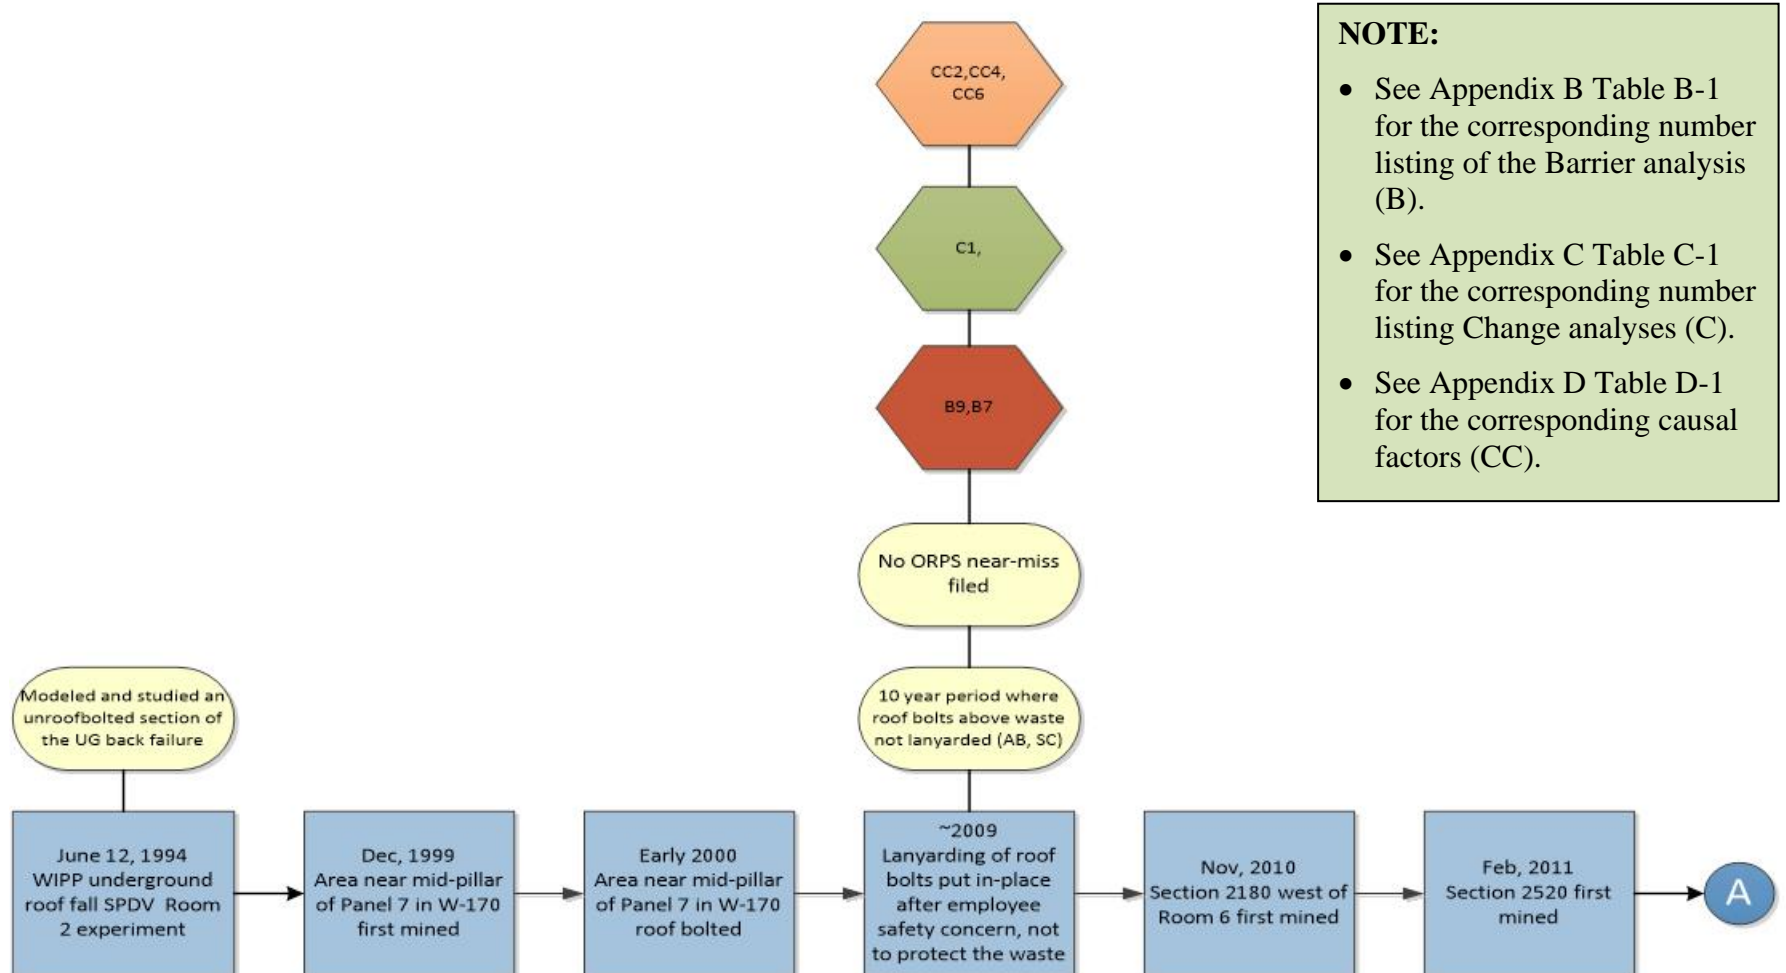 CC2,CC4,
CC6
C1,
B9,B7
No ORPS near-miss
filed
10 year period where
roof bolts above waste
not lanyarded (AB, SC)
Modeled and studied an
unroofbolted section of
the UG back failure
June 12, 1994
WIPP underground
roof fall SPDV Room
2 experiment
Dec, 1999
Area near mid-pillar
of Panel 7 in W-170
first mined
Early 2000
Area near mid-pillar
of Panel 7 in W-170
roof bolted
~2009
Lanyarding of roof
bolts put in-place
after employee
safety concern, not
to protect the waste
Nov, 2010
Section 2180 west of
Room 6 first mined
Feb, 2011
Section 2520 first
mined
A
NOTE:
• See Appendix B Table B-1
for the corresponding number
listing of the Barrier analysis
(B).
• See Appendix C Table C-1
for the corresponding number
listing Change analyses (C).
• See Appendix D Table D-1
for the corresponding causal
factors (CC).